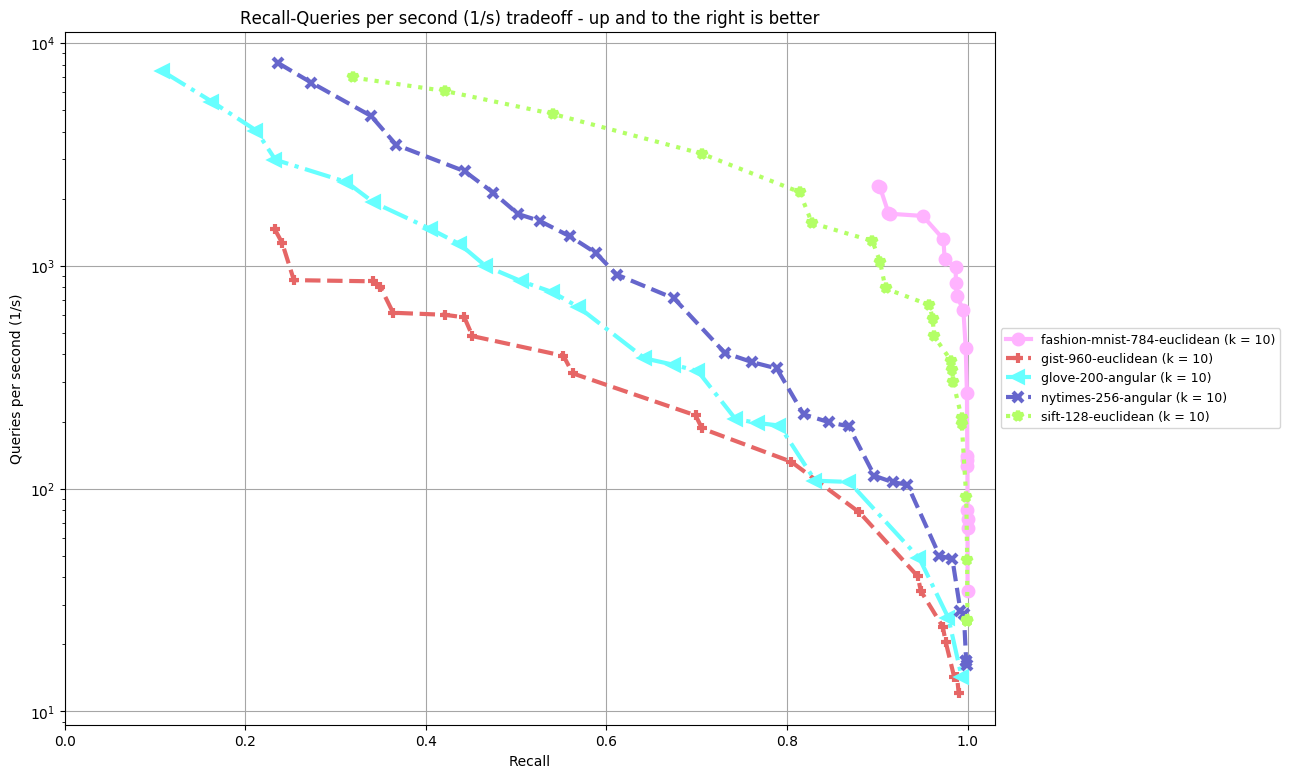 Recall-Queries per second (1/s) tradeoff - up and to the right is better
Queries per second (1/s)
10⁴
10³
10²
10¹
0.0 0.2 0.4 0.6 0.8 1.0
Recall
fashion-mnist-784-euclidean (k = 10)
gist-960-euclidean (k = 10)
glove-200-angular (k = 10)
nytimes-256-angular (k = 10)
sift-128-euclidean (k = 10)